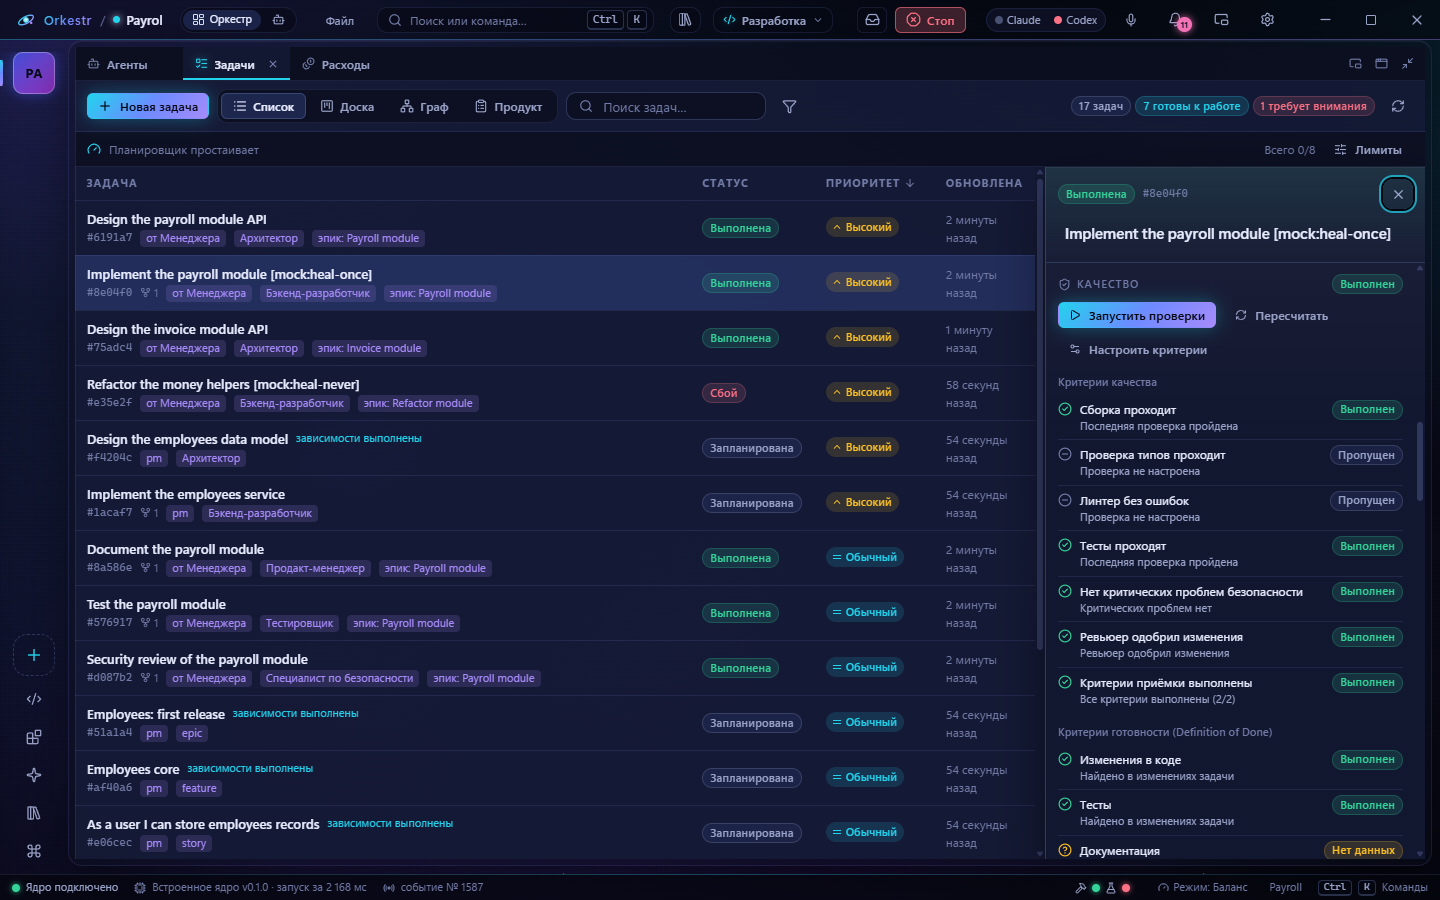 Orkestr / Payrol
Оркестр
Файл
Поиск или команда...
Ctrl K
Разработка
Стоп
Claude
Codex
11
PA
Агенты
Задачи
Расходы
Новая задача
Список
Доска
Граф
Продукт
Поиск задач...
17 задач
7 готовы к работе
1 требует внимания
Планировщик простаивает
Всего 0/8
Лимиты
ЗАДАЧА
СТАТУС
ПРИОРИТЕТ
ОБНОВЛЕНА
Design the payroll module API
#6191a7 от Менеджера Архитектор эпик: Payroll module
Выполнена
Высокий
2 минуты
назад
Implement the payroll module [mock:heal-once]
#8e04f0 1 от Менеджера Бэкенд-разработчик эпик: Payroll module
Выполнена
Высокий
2 минуты
назад
Design the invoice module API
#75adc4 от Менеджера Архитектор эпик: Invoice module
Выполнена
Высокий
1 минуту
назад
Refactor the money helpers [mock:heal-never]
#e35e2f от Менеджера Бэкенд-разработчик эпик: Refactor module
Сбой
Высокий
58 секунд
назад
Design the employees data model зависимости выполнены
#f4204c pm Архитектор
Запланирована
Высокий
54 секунды
назад
Implement the employees service
#1acaf7 1 pm Бэкенд-разработчик
Запланирована
Высокий
54 секунды
назад
Document the payroll module
#8a586e 1 от Менеджера Продакт-менеджер эпик: Payroll module
Выполнена
Обычный
2 минуты
назад
Test the payroll module
#576917 1 от Менеджера Тестировщик эпик: Payroll module
Выполнена
Обычный
2 минуты
назад
Security review of the payroll module
#d087b2 1 от Менеджера Специалист по безопасности эпик: Payroll module
Выполнена
Обычный
2 минуты
назад
Employees: first release зависимости выполнены
#51a1a4 pm epic
Запланирована
Обычный
54 секунды
назад
Employees core зависимости выполнены
#af40a6 pm feature
Запланирована
Обычный
54 секунды
назад
As a user I can store employees records зависимости выполнены
#e06cec pm story
Запланирована
Обычный
54 секунды
назад
Выполнена #8e04f0
Implement the payroll module [mock:heal-once]
КАЧЕСТВО
Выполнен
Запустить проверки
Пересчитать
Настроить критерии
Критерии качества
Сборка проходит
Последняя проверка пройдена
Выполнен
Проверка типов проходит
Проверка не настроена
Пропущен
Линтер без ошибок
Проверка не настроена
Пропущен
Тесты проходят
Последняя проверка пройдена
Выполнен
Нет критических проблем безопасности
Критических проблем нет
Выполнен
Ревьюер одобрил изменения
Ревьюер одобрил изменения
Выполнен
Критерии приёмки выполнены
Все критерии выполнены (2/2)
Выполнен
Критерии готовности (Definition of Done)
Изменения в коде
Найдено в изменениях задачи
Выполнен
Тесты
Найдено в изменениях задачи
Выполнен
Документация
Нет данных
Ядро подключено
Встроенное ядро v0.1.0 · запуск за 2 168 мс
событие № 1587
Режим: Баланс
Payroll
Ctrl K Команды